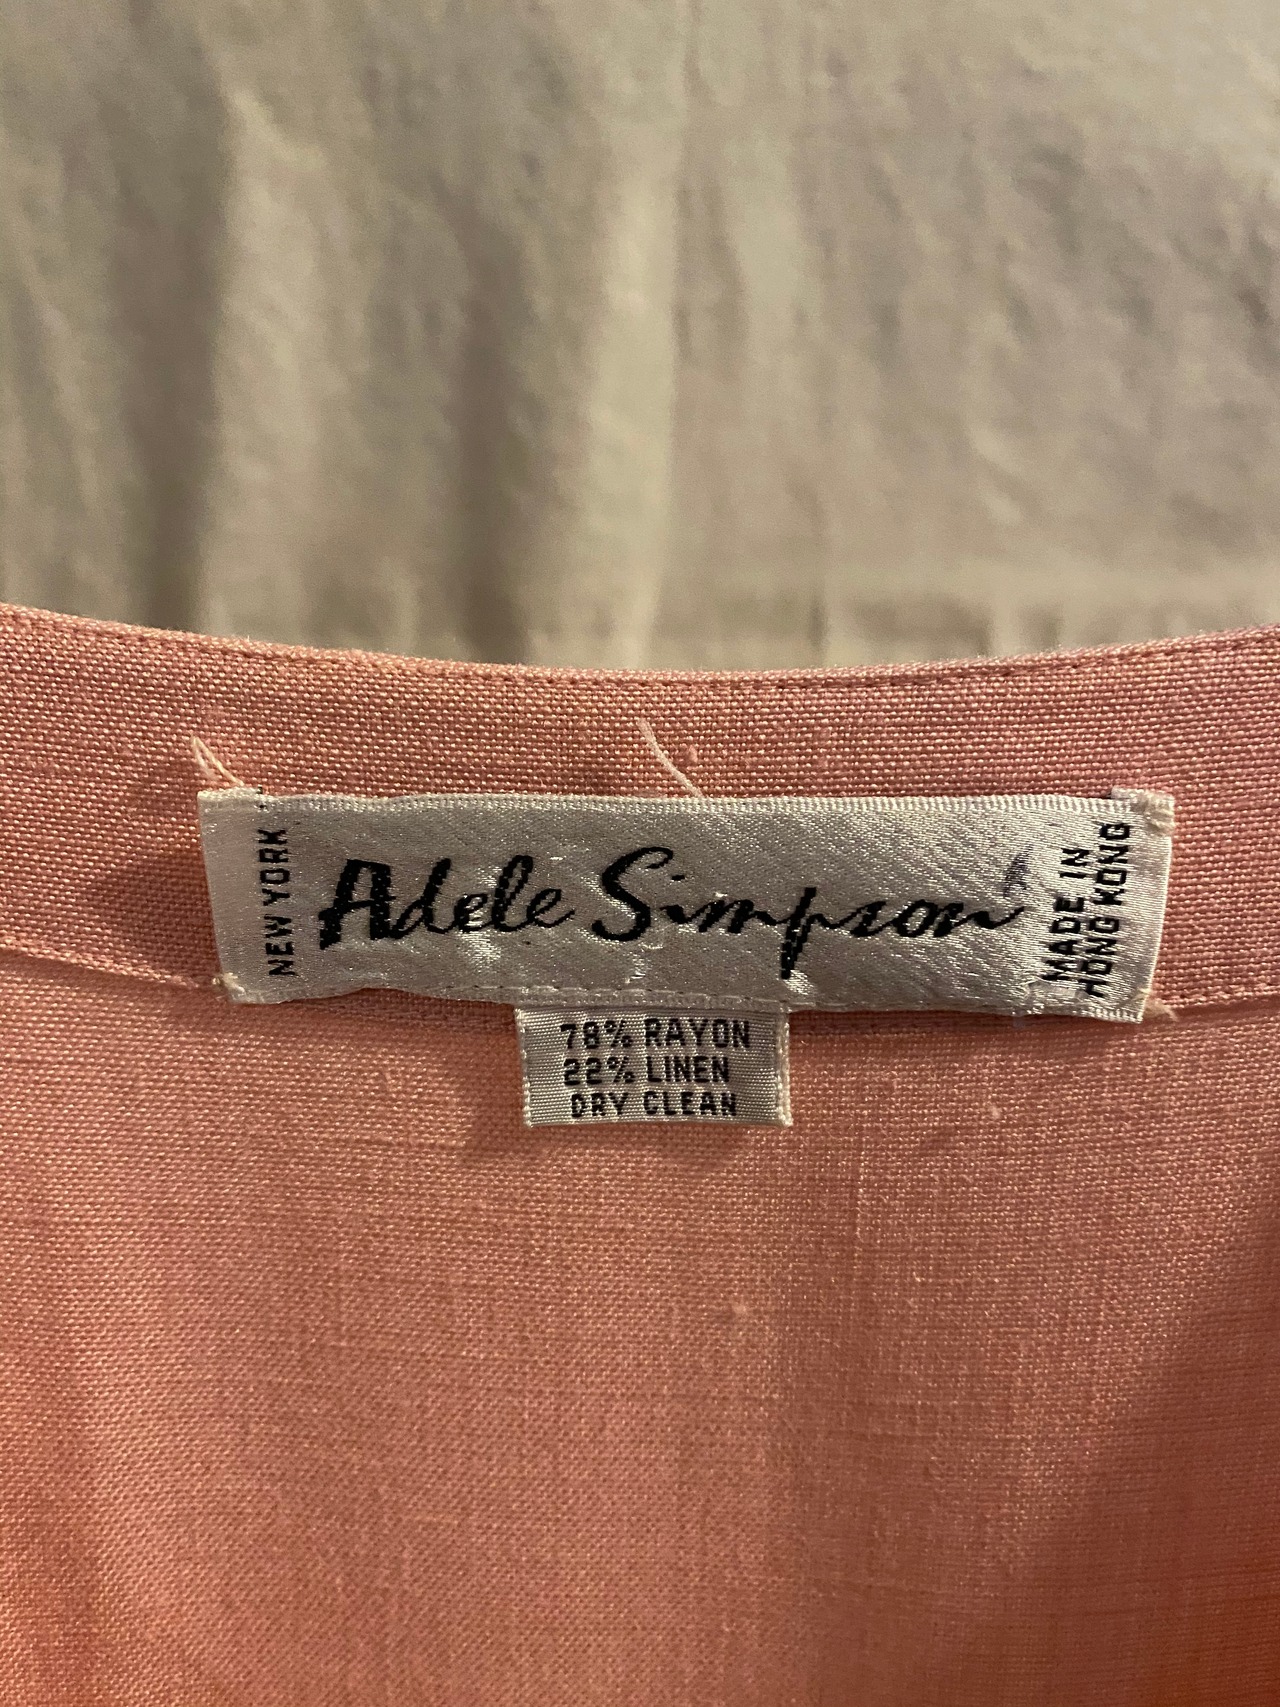 NEW YORK
Adele Simpson
MADE IN
HONG KONG
78% RAYON
22% LINEN
DRY CLEAN